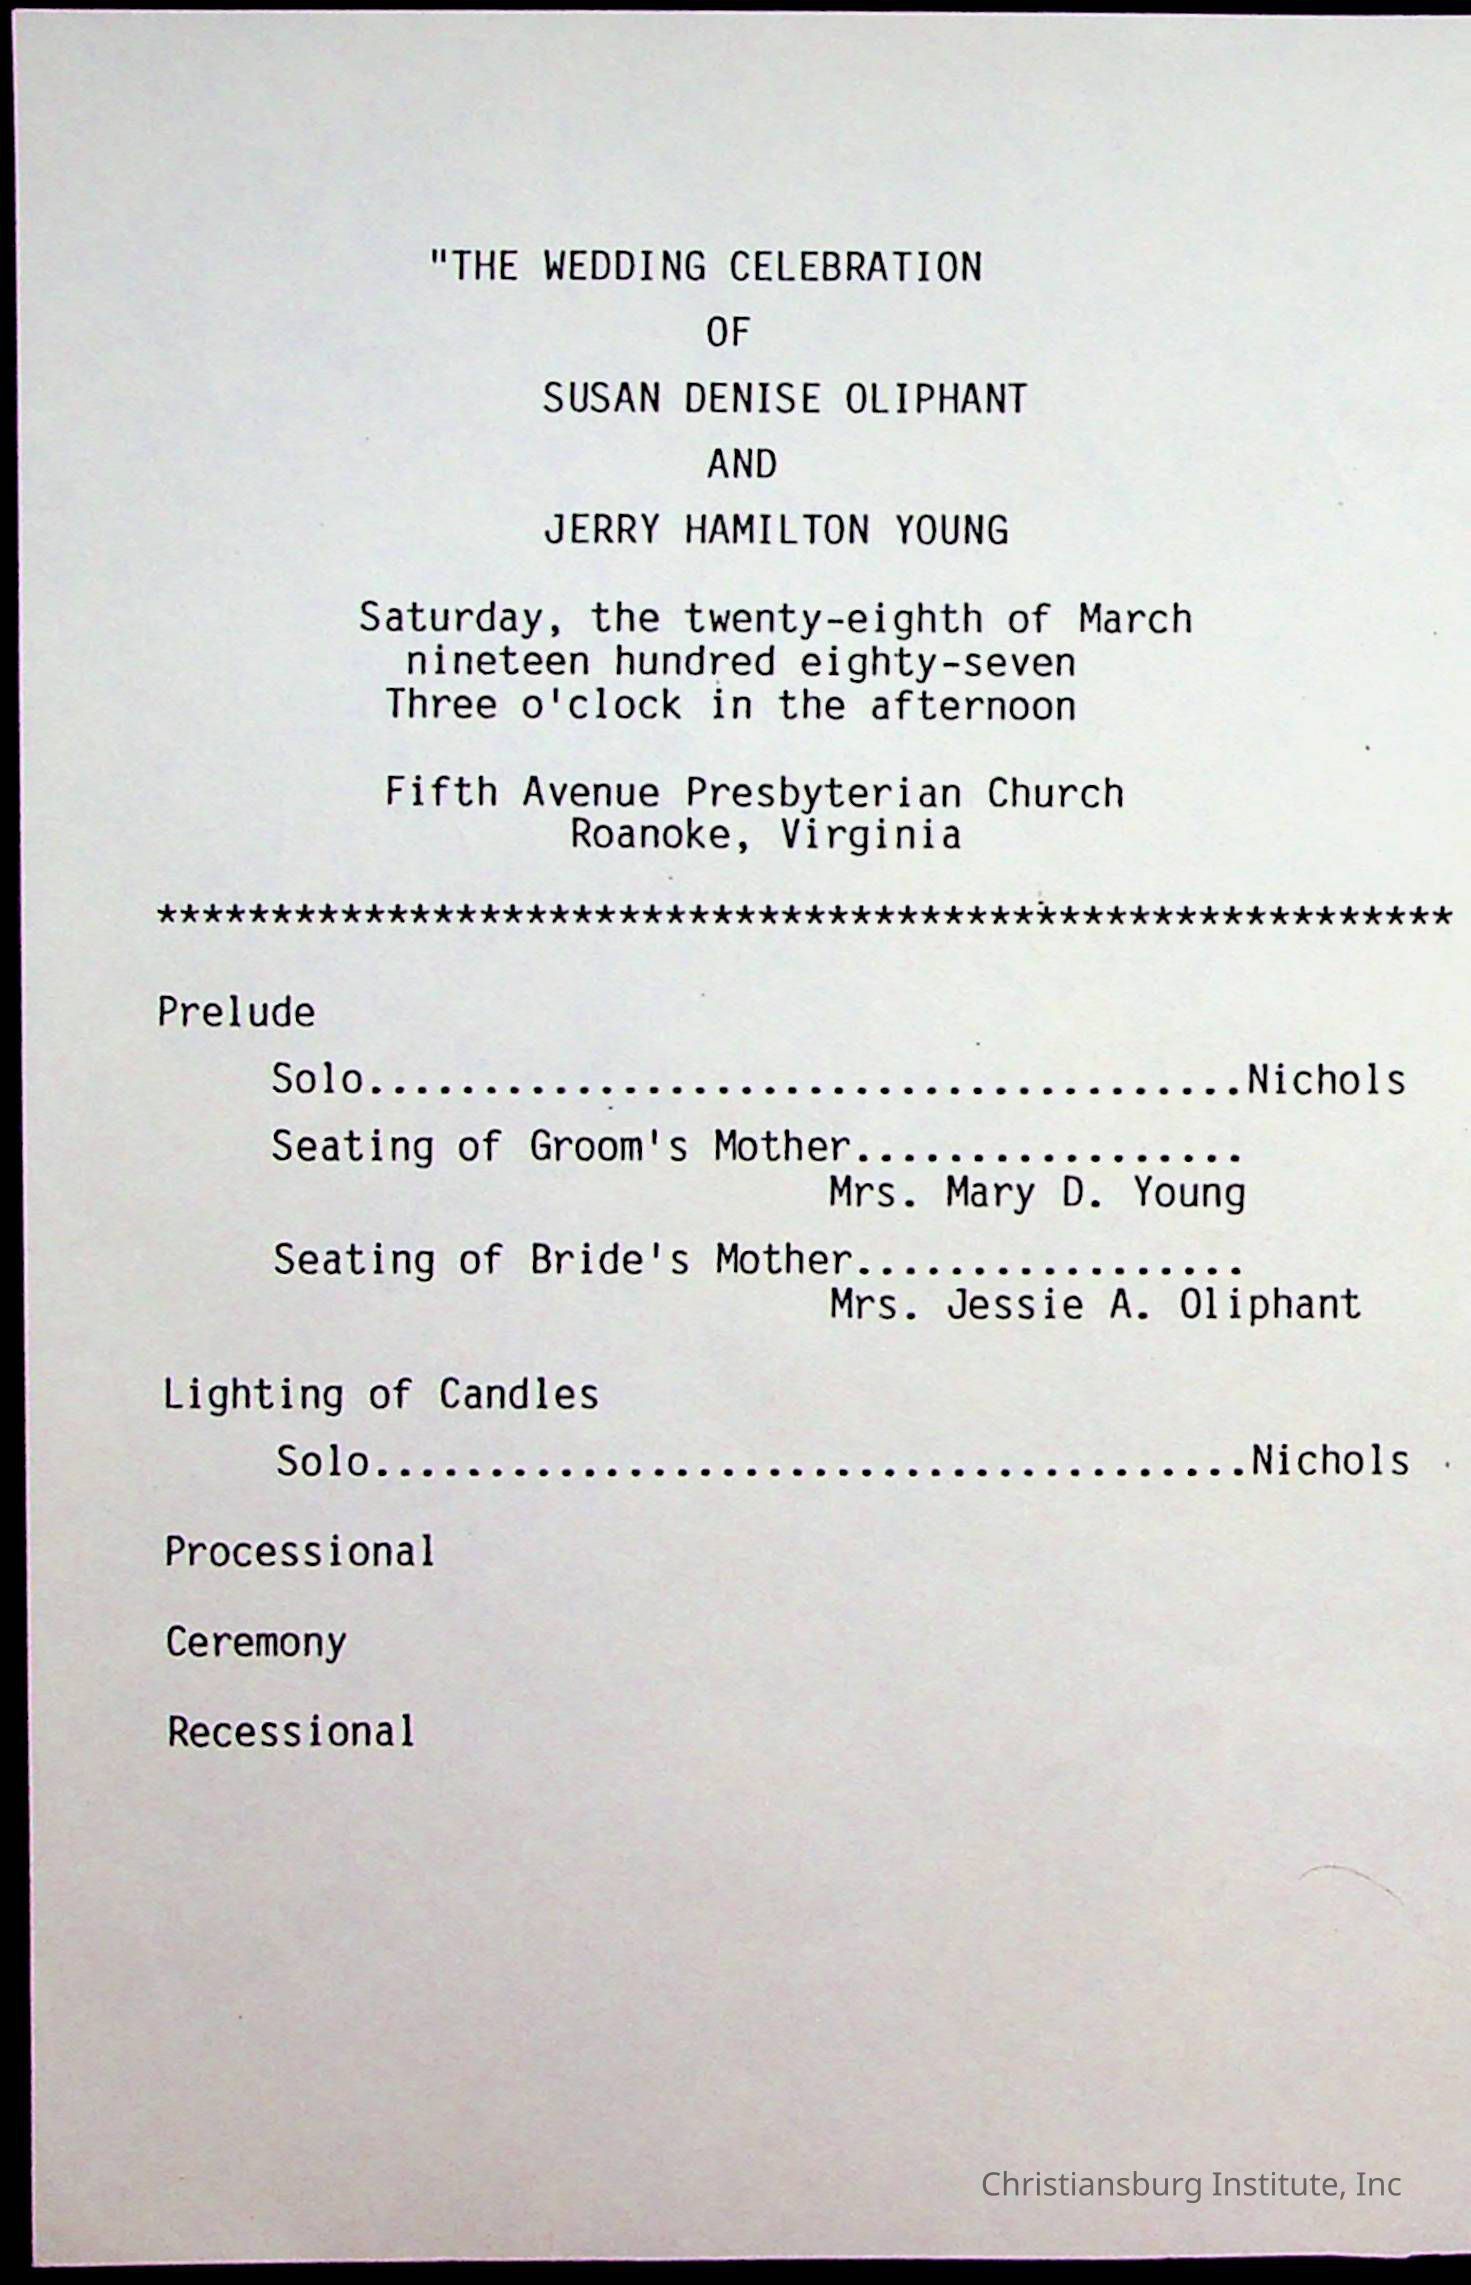 "THE WEDDING CELEBRATION
OF
SUSAN DENISE OLIPHANT
AND
JERRY HAMILTON YOUNG
Saturday, the twenty-eighth of March
nineteen hundred eighty-seven
Three o'clock in the afternoon
Fifth Avenue Presbyterian Church
Roanoke, Virginia
********************************************************
Prelude
Solo......................................Nichols
Seating of Groom's Mother.................
Mrs. Mary D. Young
Seating of Bride's Mother.................
Mrs. Jessie A. Oliphant
Lighting of Candles
Solo......................................Nichols
Processional
Ceremony
Recessional
Christiansburg Institute, Inc